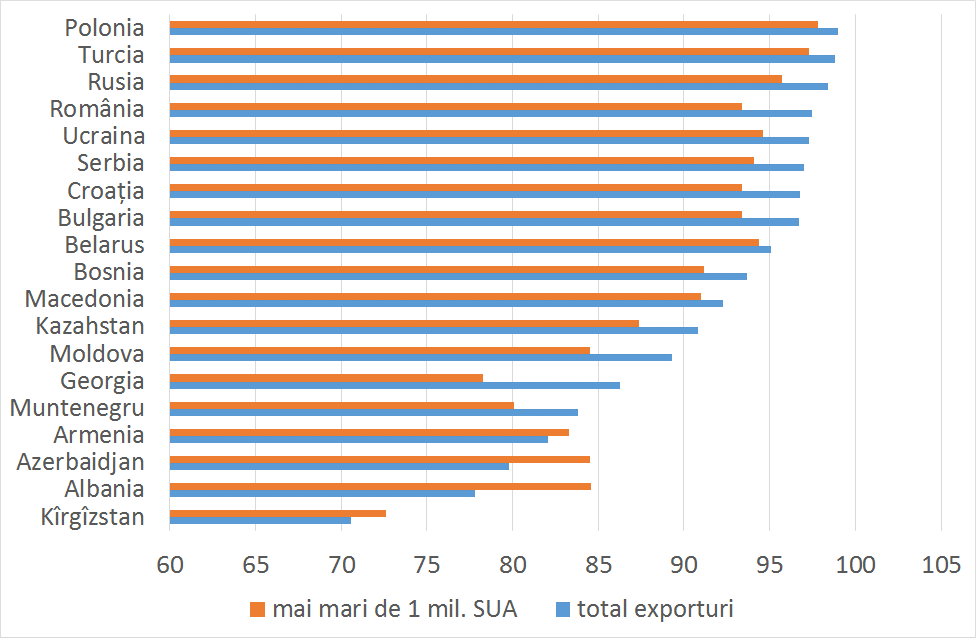 Polonia
Turcia
Rusia
România
Ucraina
Serbia
Croația
Bulgaria
Belarus
Bosnia
Macedonia
Kazahstan
Moldova
Georgia
Muntenegru
Armenia
Azerbaidjan
Albania
Kîrgîzstan
60 65 70 75 80 85 90 95 100 105
mai mari de 1 mil. SUA total exporturi